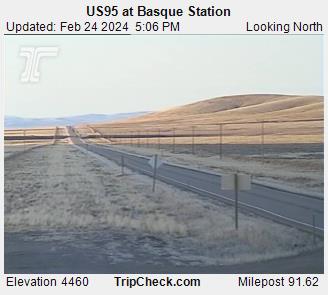 US95 at Basque Station
Updated: Feb 24 2024 5:06 PM Looking North
Elevation 4460 TripCheck.com Milepost 91.62